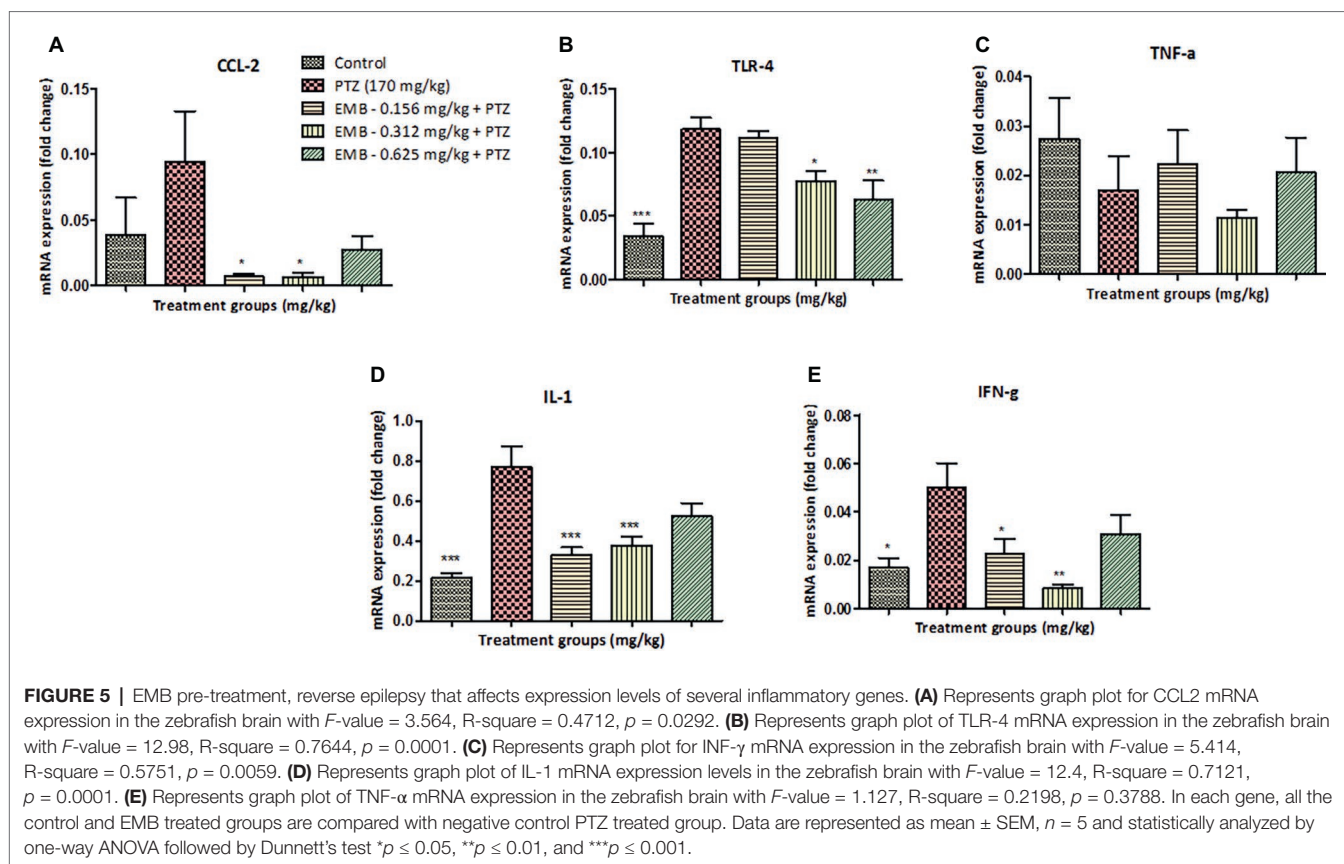 A
CCL-2
mRNA expression (fold change)
0.15
0.10
0.05
0.00
Treatment groups (mg/kg)
Control
PTZ (170 mg/kg)
EMB - 0.156 mg/kg + PTZ
EMB - 0.312 mg/kg + PTZ
EMB - 0.625 mg/kg + PTZ
* *
B
TLR-4
mRNA expression (fold change)
0.15
0.10
0.05
0.00
*** * **
Treatment groups (mg/kg)
C
TNF-a
mRNA expression (fold change)
0.04
0.03
0.02
0.01
0.00
Treatment groups (mg/kg)
D
IL-1
mRNA expression (fold change)
1.0
0.8
0.6
0.4
0.2
0.0
*** *** ***
Treatment groups (mg/kg)
E
IFN-g
mRNA expression (fold change)
0.08
0.06
0.04
0.02
0.00
* * **
Treatment groups (mg/kg)
FIGURE 5 | EMB pre-treatment, reverse epilepsy that affects expression levels of several inflammatory genes. (A) Represents graph plot for CCL2 mRNA
expression in the zebrafish brain with F-value = 3.564, R-square = 0.4712, p = 0.0292. (B) Represents graph plot of TLR-4 mRNA expression in the zebrafish brain
with F-value = 12.98, R-square = 0.7644, p = 0.0001. (C) Represents graph plot for INF-γ mRNA expression in the zebrafish brain with F-value = 5.414,
R-square = 0.5751, p = 0.0059. (D) Represents graph plot of IL-1 mRNA expression levels in the zebrafish brain with F-value = 12.4, R-square = 0.7121,
p = 0.0001. (E) Represents graph plot of TNF-α mRNA expression in the zebrafish brain with F-value = 1.127, R-square = 0.2198, p = 0.3788. In each gene, all the
control and EMB treated groups are compared with negative control PTZ treated group. Data are represented as mean ± SEM, n = 5 and statistically analyzed by
one-way ANOVA followed by Dunnett's test *p ≤ 0.05, **p ≤ 0.01, and ***p ≤ 0.001.